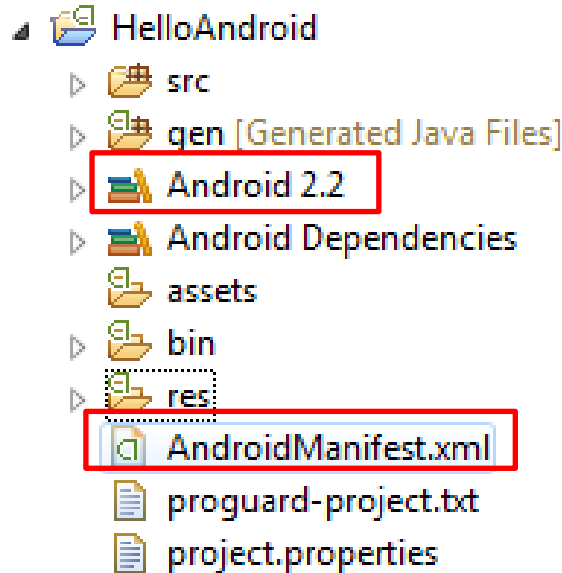 HelloAndroid
src
gen [Generated Java Files]
Android 2.2
Android Dependencies
assets
bin
res
AndroidManifest.xml
proguard-project.txt
project.properties